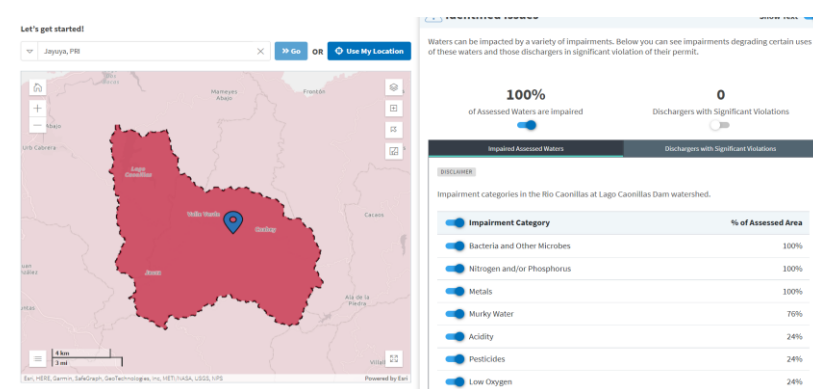 Let's get started!
Jayuya, PRI
Go
OR
Use My Location
Mameyes
Abajo
Frontón
Urb Cabrera
Lago
Caonillas
Valle Verde
Coabey
Cacaos
Jauca
Ala de la
Piedra
4 km
3 mi
Esri, HERE, Garmin, SafeGraph, GeoTechnologies, Inc, METI/NASA, USGS, NPS
Powered by Esri
Identified Issues
SHOW TEXT
Waters can be impacted by a variety of impairments. Below you can see impairments degrading certain uses
of these waters and those dischargers in significant violation of their permit.
100%
of Assessed Waters are impaired
0
Dischargers with Significant Violations
Impaired Assessed Waters
Dischargers with Significant Violations
DISCLAIMER
Impairment categories in the Rio Caonillas at Lago Caonillas Dam watershed.
Impairment Category % of Assessed Area
Bacteria and Other Microbes 100%
Nitrogen and/or Phosphorus 100%
Metals 100%
Murky Water 76%
Acidity 24%
Pesticides 24%
Low Oxygen 24%